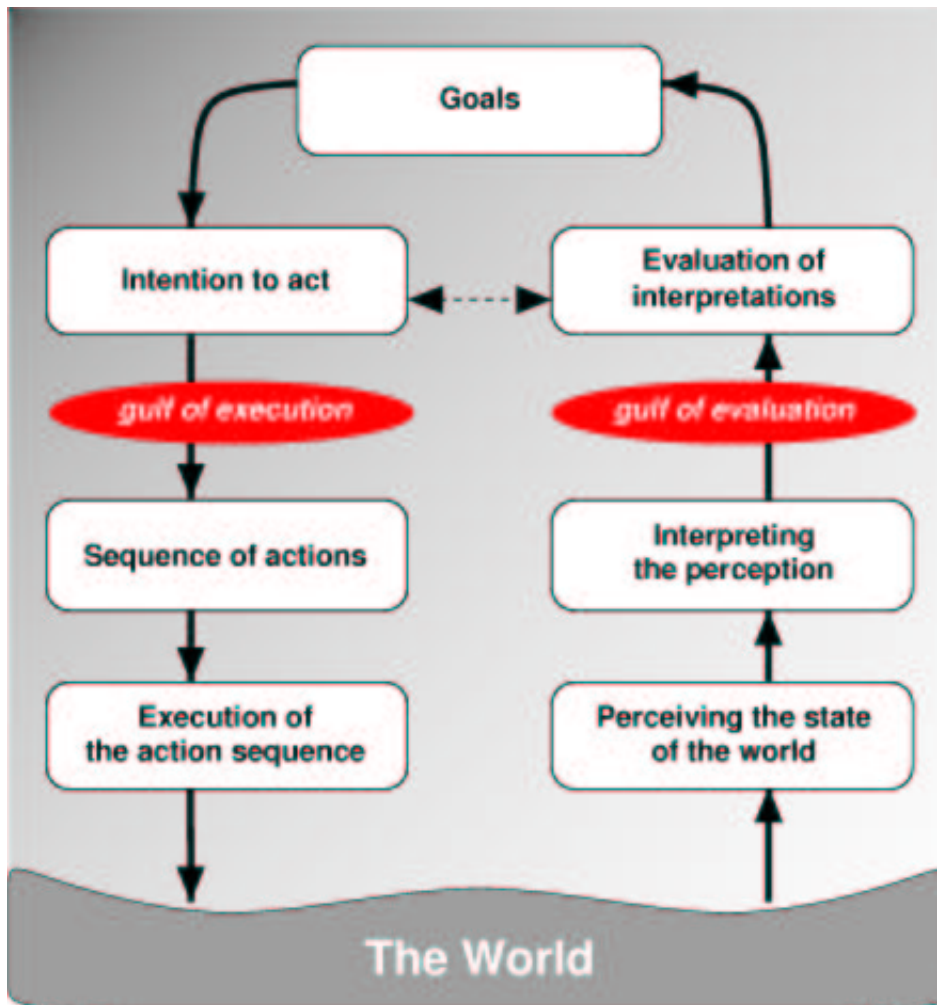 Goals
Intention to act
Evaluation of
interpretations
gulf of execution
gulf of evaluation
Sequence of actions
Interpreting
the perception
Execution of
the action sequence
Perceiving the state
of the world
The World